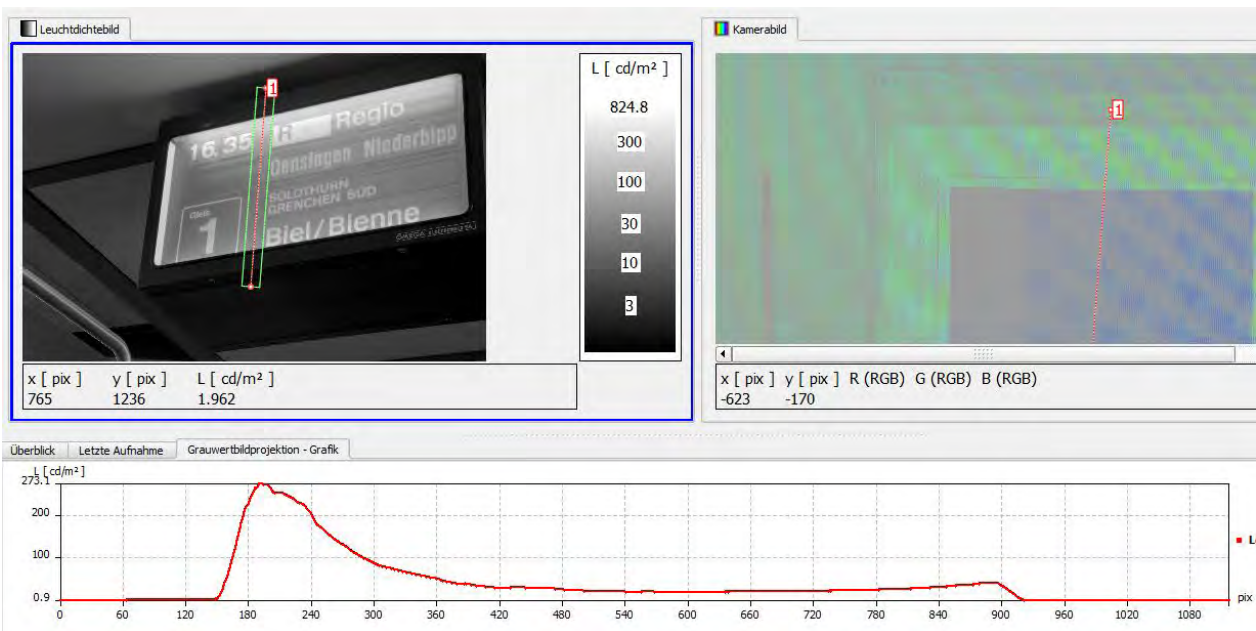 Leuchtdichtebild
1
16.35 R Regio
Oensingen Niederbipp
SOLOTHURN
GRENCHEN SÜD
Gleis
1 Biel/Bienne
L [ cd/m² ]
824.8
300
100
30
10
3
x [ pix ] y [ pix ] L [ cd/m² ]
765 1236 1.962
Kamerabild
1
x [ pix ] y [ pix ] R (RGB) G (RGB) B (RGB)
-623 -170
Überblick Letzte Aufnahme Grauwertbildprojektion - Grafik
L [ cd/m² ]
273.1
200
100
0.9
0 60 120 180 240 300 360 420 480 540 600 660 720 780 840 900 960 1020 1080
pix